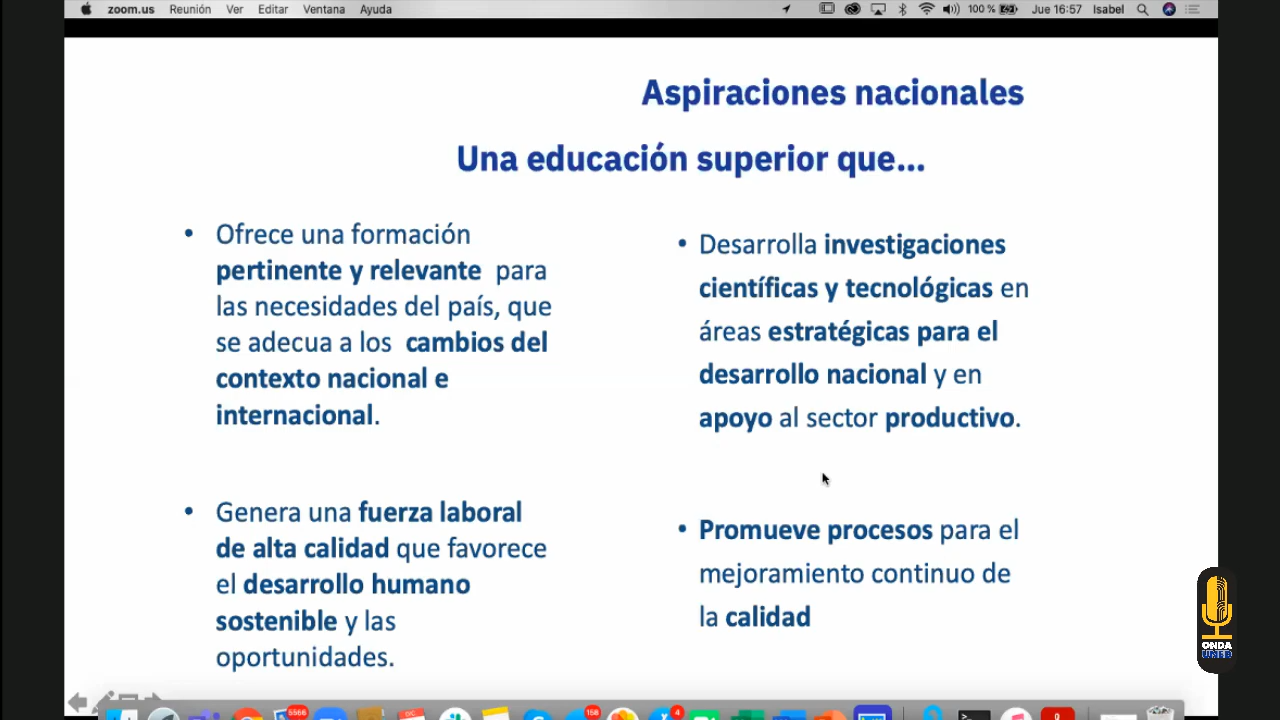 zoom.us Reunión Ver Editar Ventana Ayuda
100 % Jue 16:57 Isabel
Aspiraciones nacionales
Una educación superior que...
• Ofrece una formación
pertinente y relevante para
las necesidades del país, que
se adecua a los cambios del
contexto nacional e
internacional.
• Genera una fuerza laboral
de alta calidad que favorece
el desarrollo humano
sostenible y las
oportunidades.
• Desarrolla investigaciones
científicas y tecnológicas en
áreas estratégicas para el
desarrollo nacional y en
apoyo al sector productivo.
• Promueve procesos para el
mejoramiento continuo de
la calidad
ONDA
UNED
5566
158
4